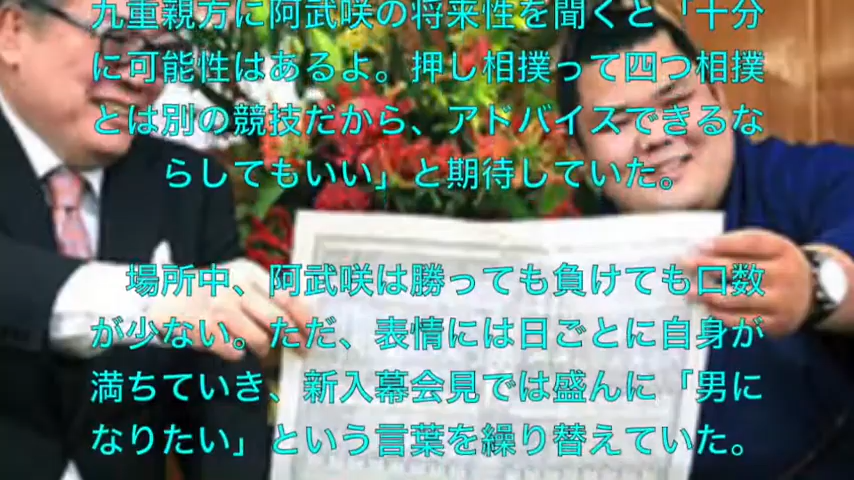 九重親方に阿武咲の将来性を聞くと「十分
に可能性はあるよ。押し相撲って四つ相撲
とは別の競技だから、アドバイスできるな
らしてもいい」と期待していた。
場所中、阿武咲は勝っても負けても口数
が少ない。ただ、表情には日ごとに自身が
満ちていき、新入幕会見では盛んに「男に
なりたい」という言葉を繰り替えていた。